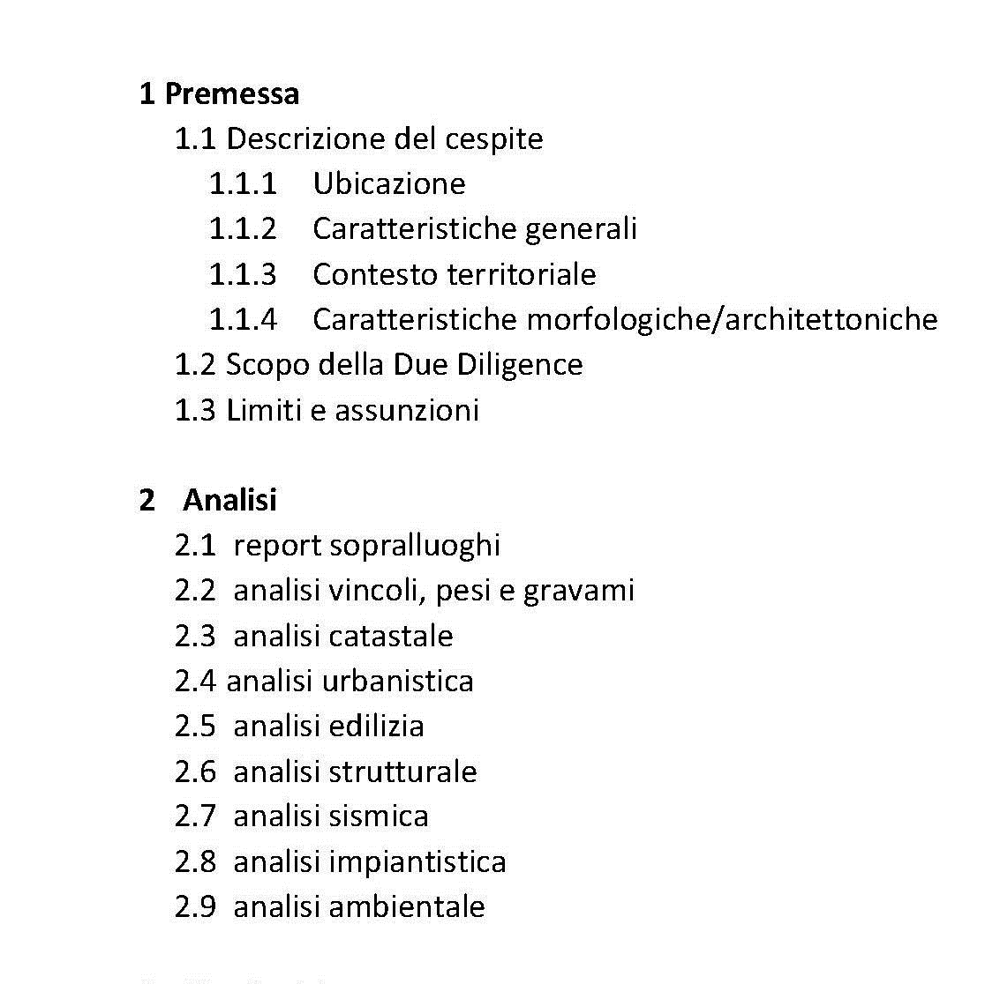 1 Premessa
1.1 Descrizione del cespite
1.1.1 Ubicazione
1.1.2 Caratteristiche generali
1.1.3 Contesto territoriale
1.1.4 Caratteristiche morfologiche/architettoniche
1.2 Scopo della Due Diligence
1.3 Limiti e assunzioni
2 Analisi
2.1 report sopralluoghi
2.2 analisi vincoli, pesi e gravami
2.3 analisi catastale
2.4 analisi urbanistica
2.5 analisi edilizia
2.6 analisi strutturale
2.7 analisi sismica
2.8 analisi impiantistica
2.9 analisi ambientale